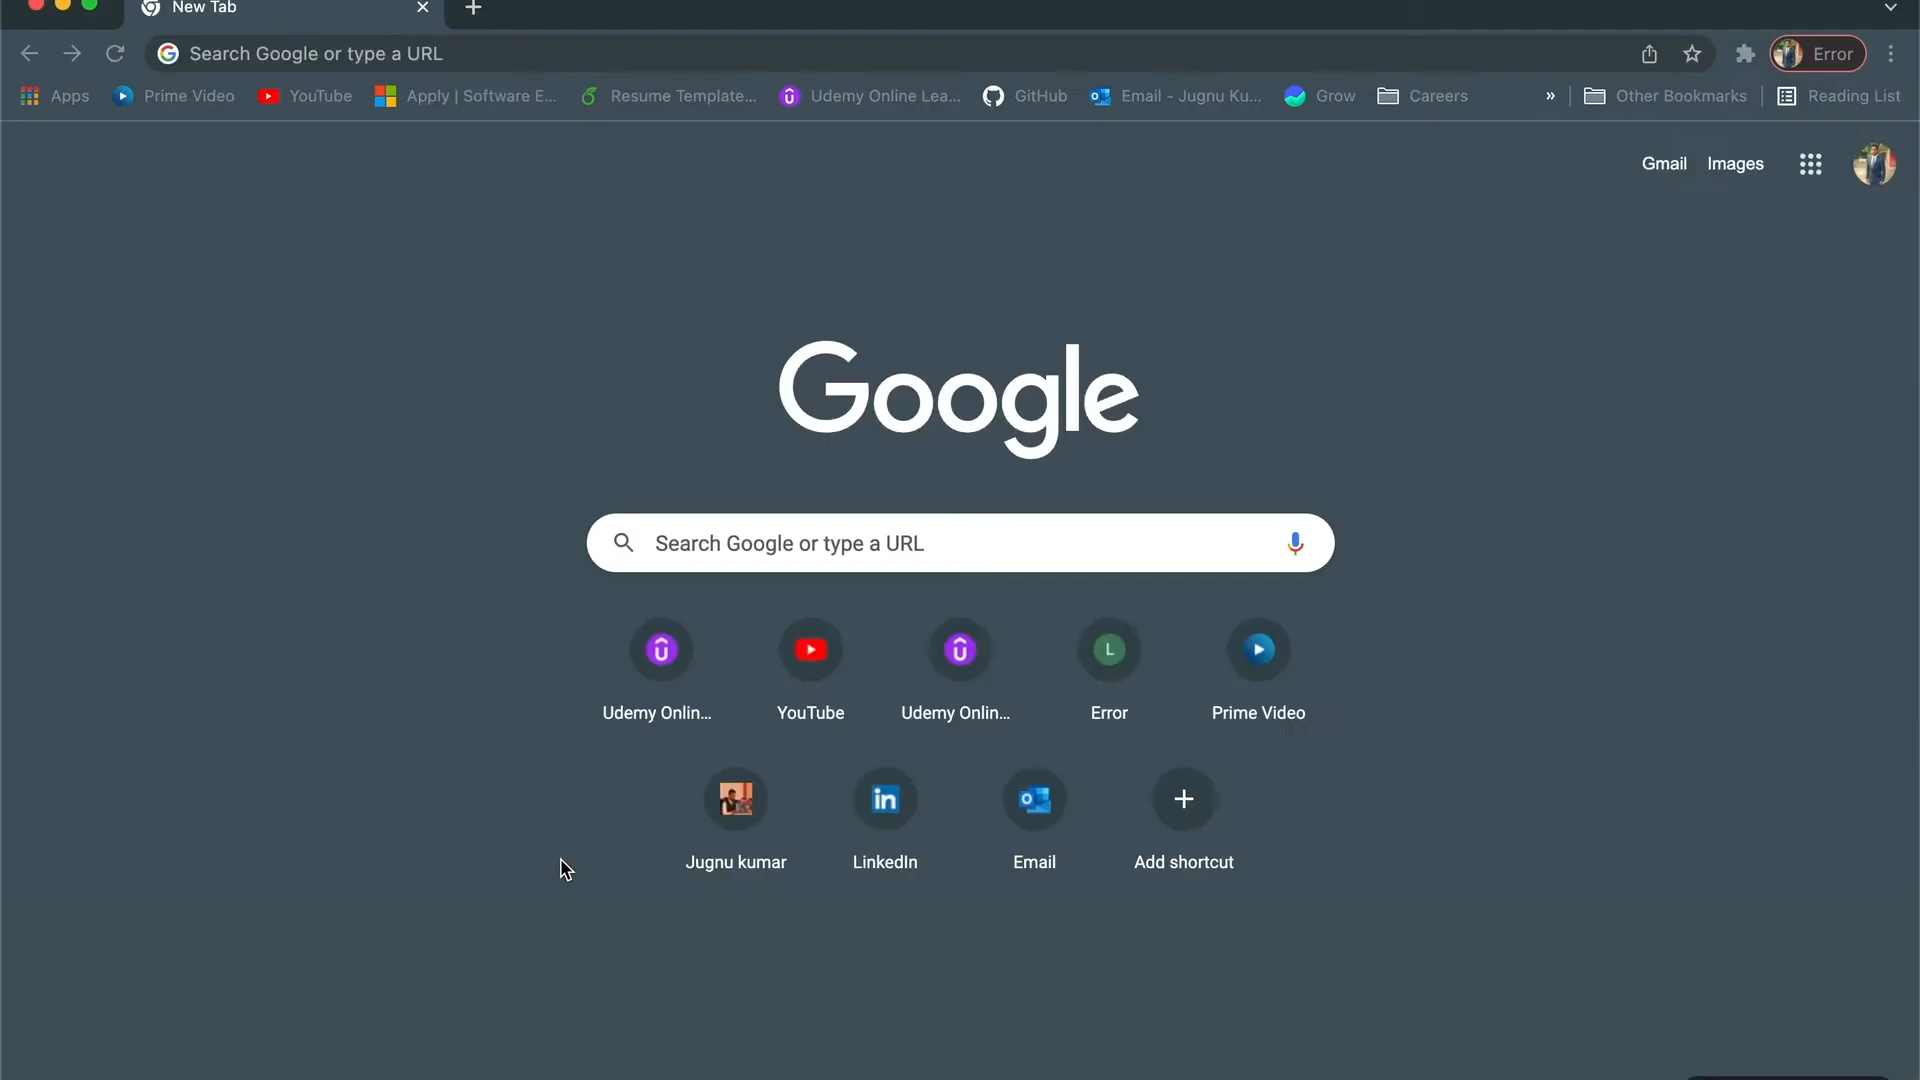 New Tab
Search Google or type a URL
Error
Apps
Prime Video
YouTube
Apply | Software E...
Resume Template...
Udemy Online Lea...
GitHub
Email - Jugnu Ku...
Grow
Careers
»
Other Bookmarks
Reading List
Gmail
Images
Google
Search Google or type a URL
Udemy Onlin...
YouTube
Udemy Onlin...
L
Error
Prime Video
Jugnu kumar
LinkedIn
Email
Add shortcut